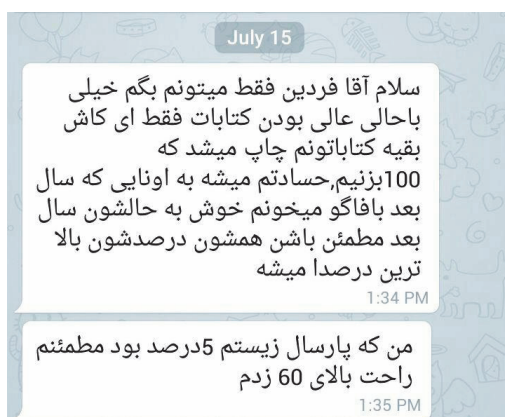 July 15
سلام آقا فردین فقط میتونم بگم خیلی
باحالی عالی بودن کتابات فقط ای کاش
بقیه کتاباتونم چاپ میشد که
100بزنیم,حسادتم میشه به اونایی که سال
بعد بافاگو میخونم خوش به حالشون سال
بعد مطمئن باشن همشون درصدشون بالا
ترین درصدا میشه
1:34 PM
من که پارسال زیستم 5درصد بود مطمئنم
راحت بالای 60 زدم
1:35 PM